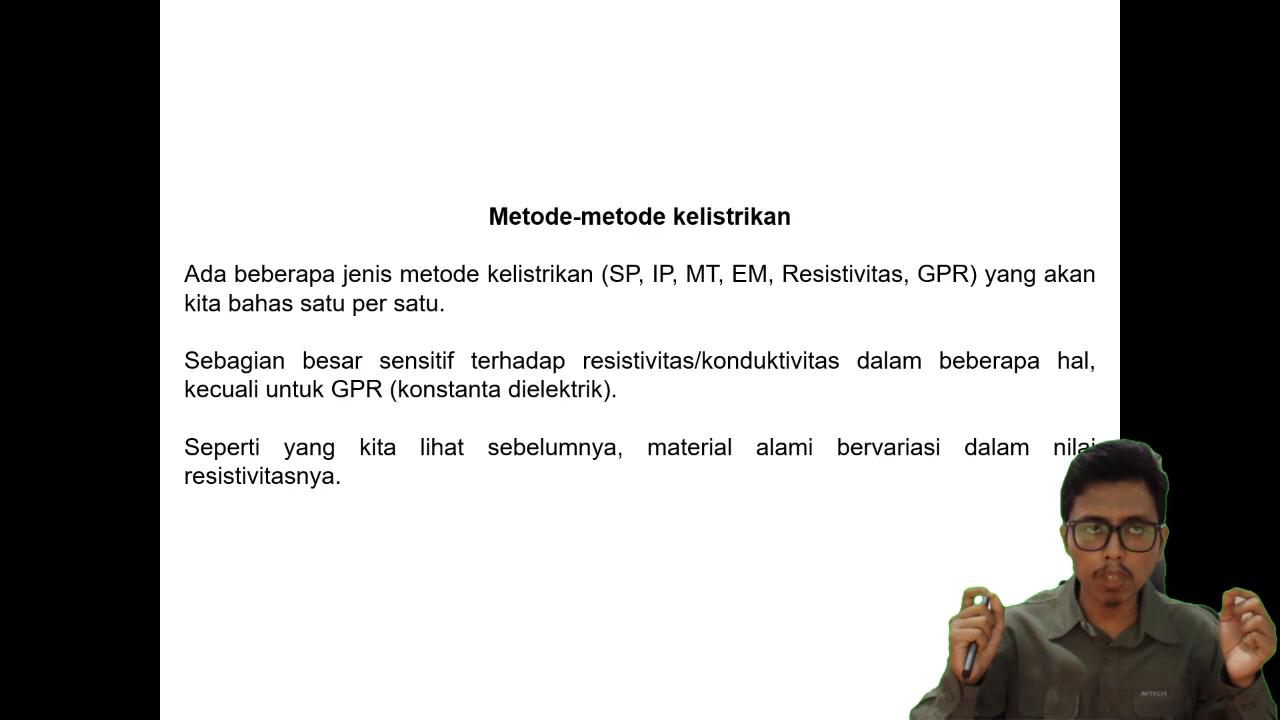 Metode-metode kelistrikan
Ada beberapa jenis metode kelistrikan (SP, IP, MT, EM, Resistivitas, GPR) yang akan
kita bahas satu per satu.
Sebagian besar sensitif terhadap resistivitas/konduktivitas dalam beberapa hal,
kecuali untuk GPR (konstanta dielektrik).
Seperti yang kita lihat sebelumnya, material alami bervariasi dalam nilai
resistivitasnya.